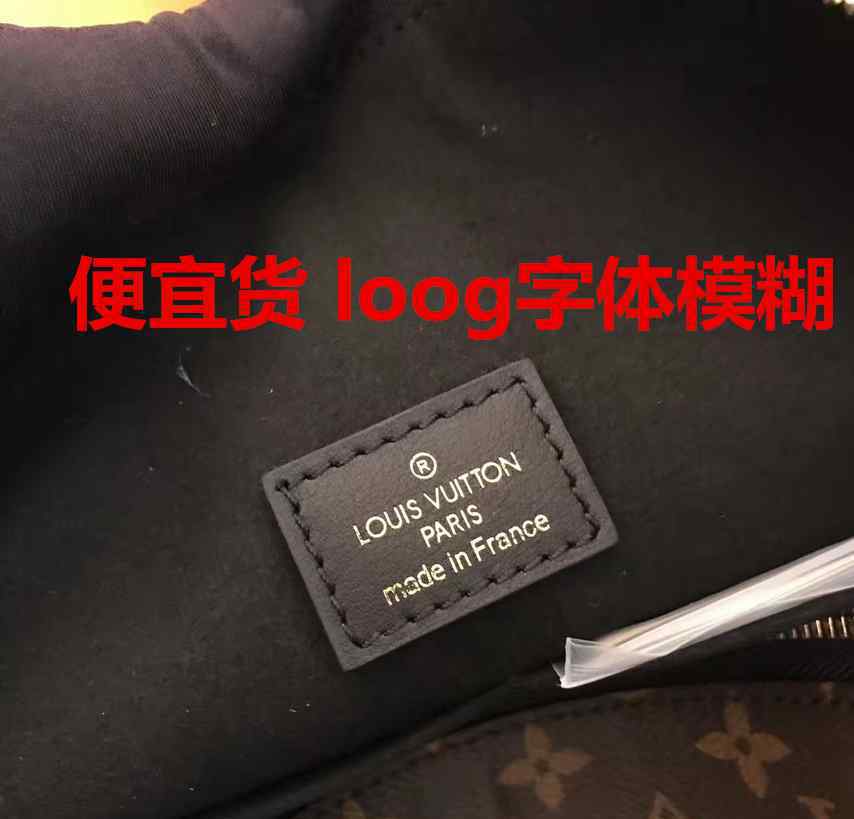 便宜货 loog字体模糊
®
LOUIS VUITTON
PARIS
made in France